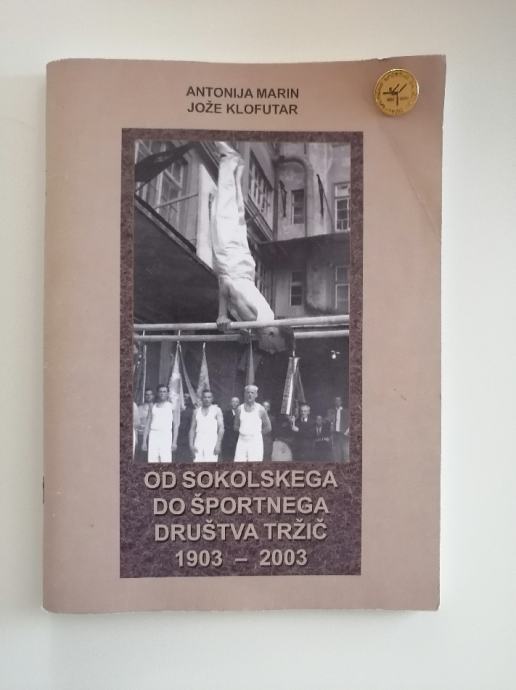 ANTONIJA MARIN
JOŽE KLOFUTAR
OD SOKOLSKEGA
DO ŠPORTNEGA
DRUŠTVA TRŽIČ
1903 – 2003